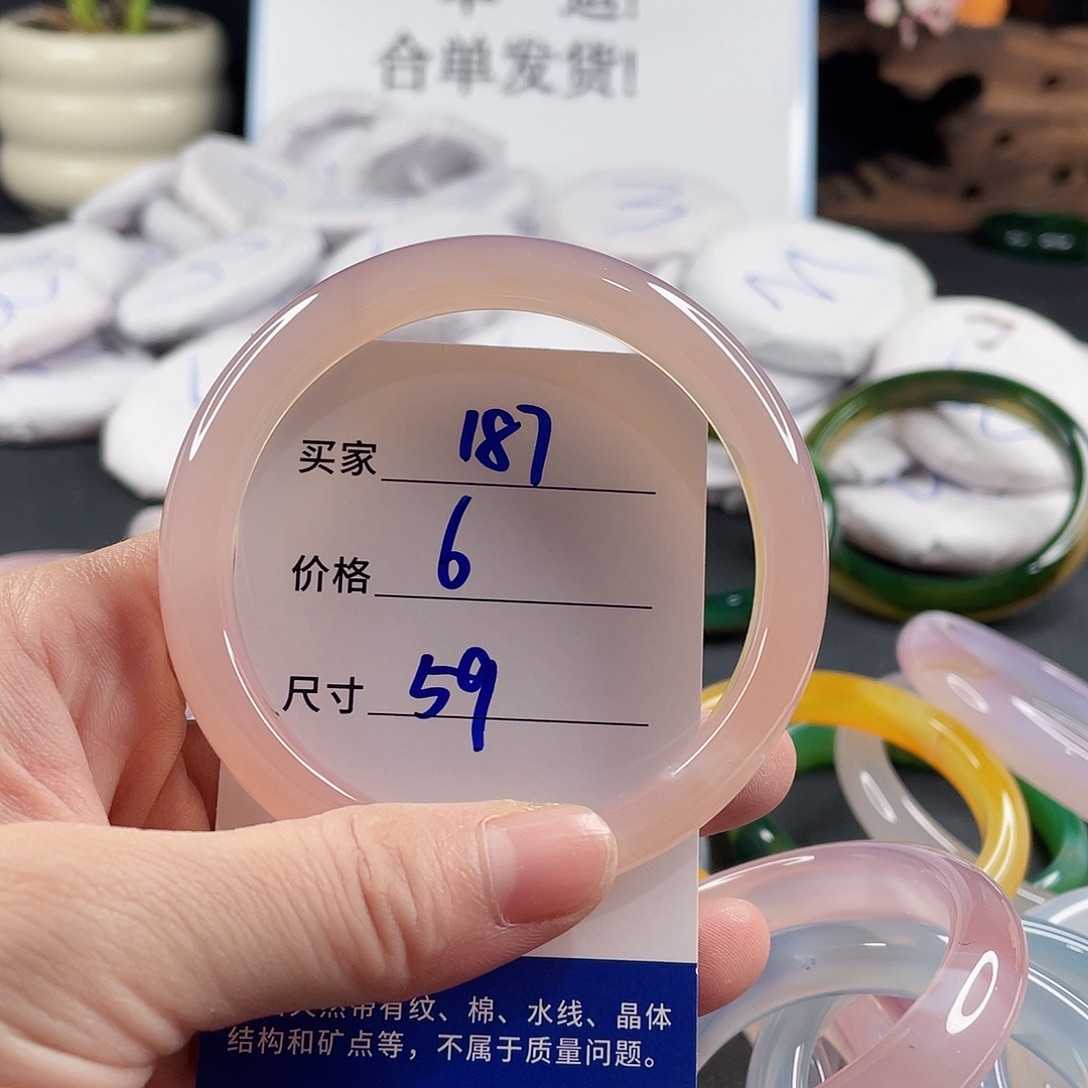 合单发货!
买家 187
价格 6
尺寸 59
天然带有纹、棉、水线、晶体
结构和矿点等，不属于质量问题。